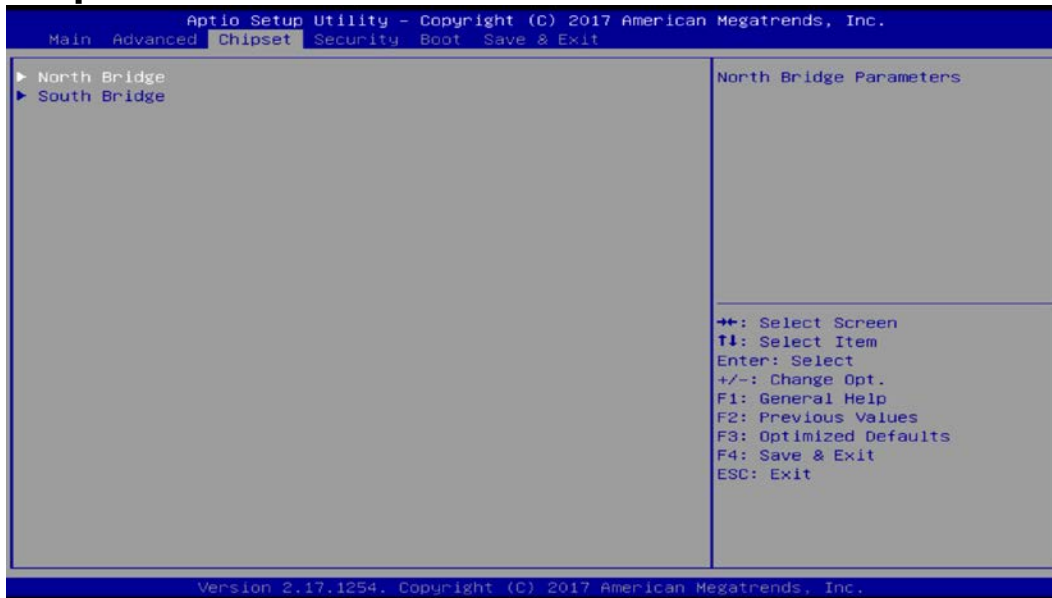 Aptio Setup Utility – Copyright (C) 2017 American Megatrends, Inc.
Main Advanced Chipset Security Boot Save & Exit
► North Bridge
► South Bridge
North Bridge Parameters
→←: Select Screen
↑↓: Select Item
Enter: Select
+/-: Change Opt.
F1: General Help
F2: Previous Values
F3: Optimized Defaults
F4: Save & Exit
ESC: Exit
Version 2.17.1254. Copyright (C) 2017 American Megatrends, Inc.